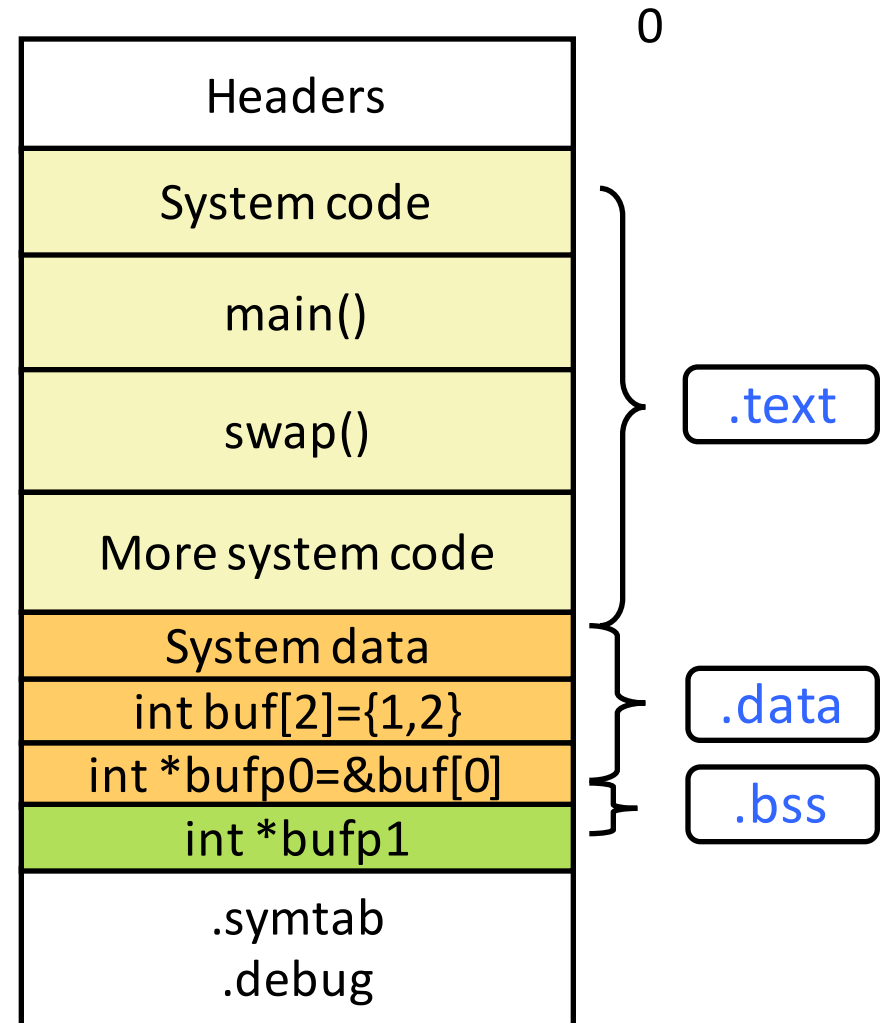 0
Headers
System code
main()
swap()
.text
More system code
System data
int buf[2]={1,2}
.data
int *bufp0=&buf[0]
.bss
int *bufp1
.symtab
.debug